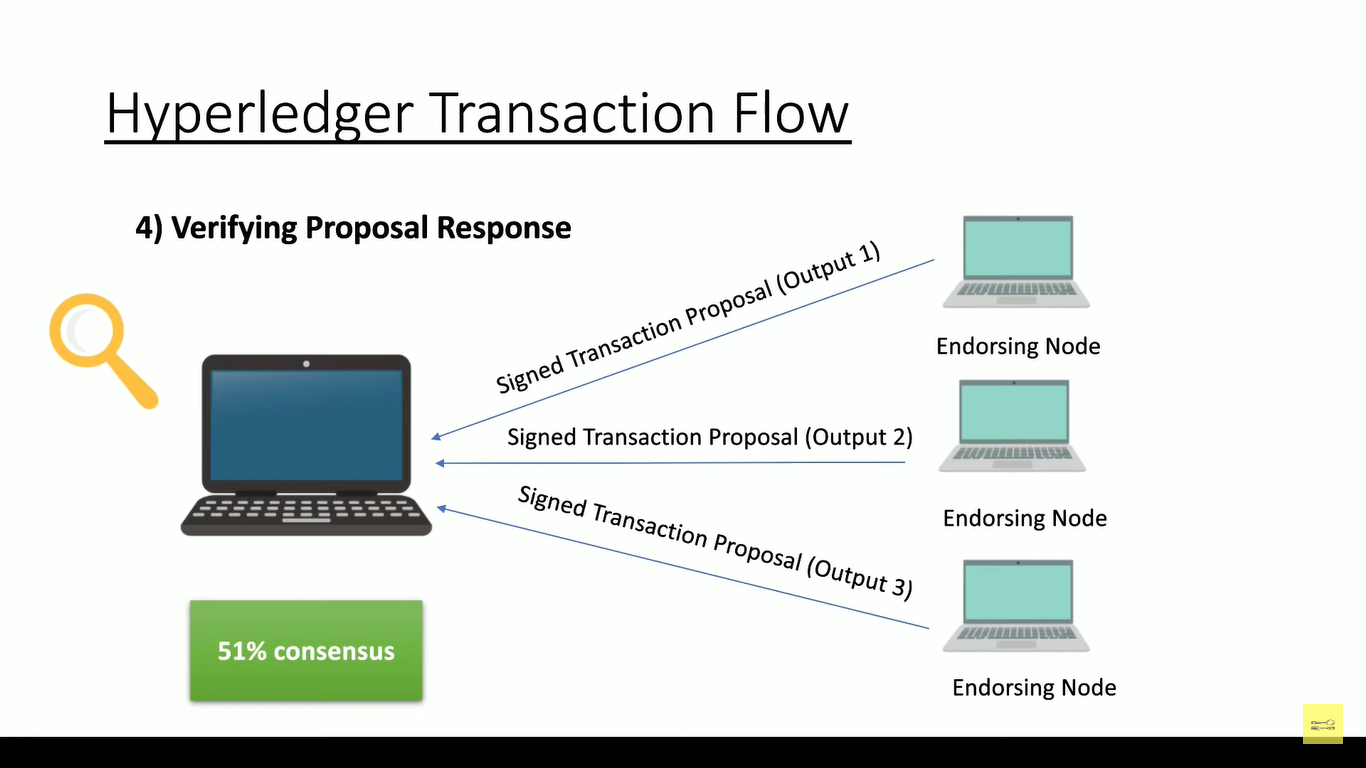 Hyperledger Transaction Flow
4) Verifying Proposal Response
Signed Transaction Proposal (Output 1)
Endorsing Node
Signed Transaction Proposal (Output 2)
Endorsing Node
Signed Transaction Proposal (Output 3)
51% consensus
Endorsing Node